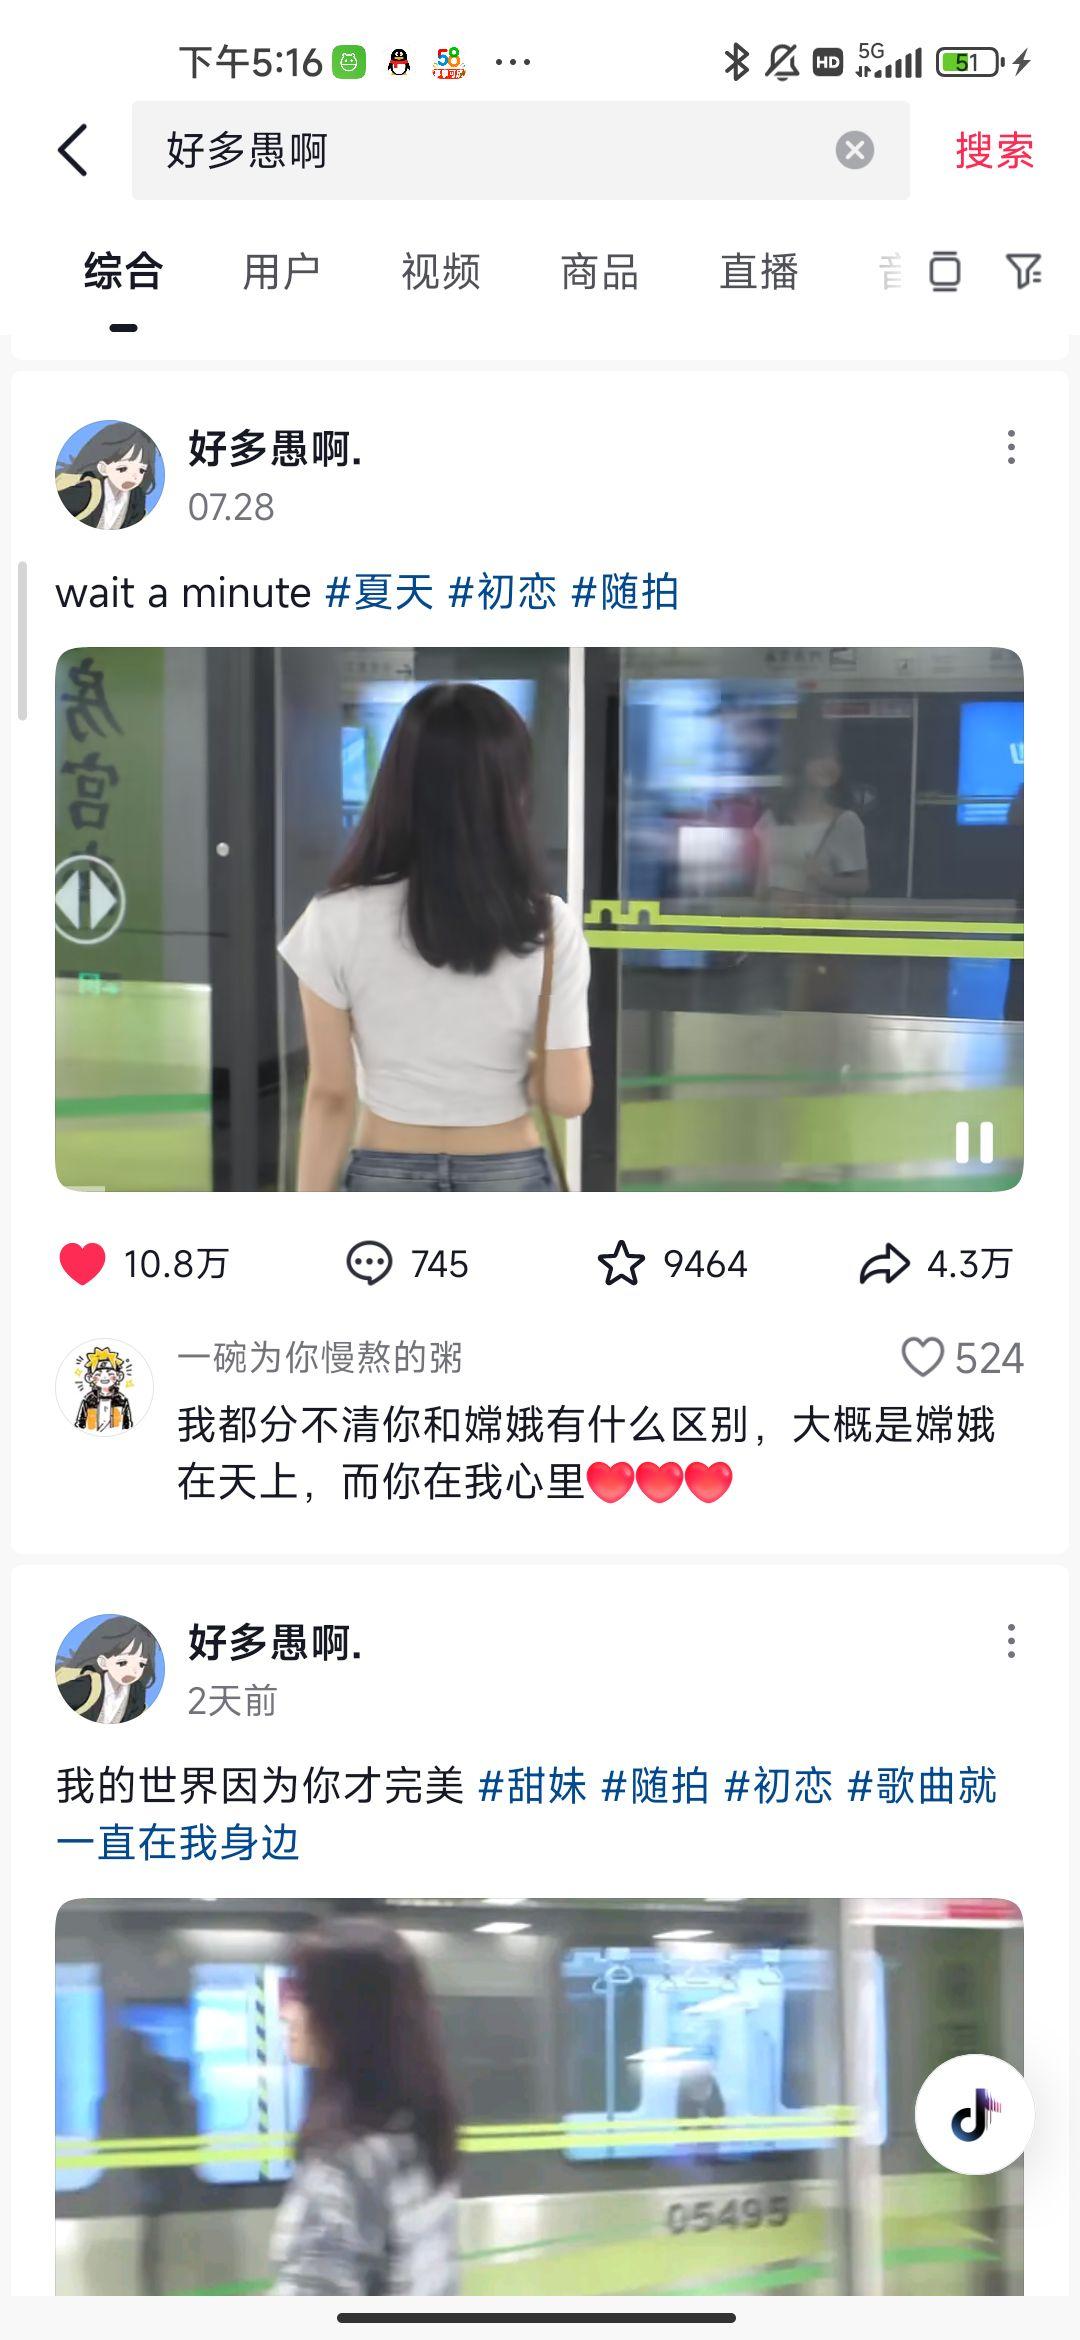 下午5:16
58
HD 5G 51
好多愚啊
搜索
综合 用户 视频 商品 直播
好多愚啊.
07.28
wait a minute #夏天 #初恋 #随拍
10.8万 745 9464 4.3万
一碗为你慢熬的粥
524
我都分不清你和嫦娥有什么区别，大概是嫦娥
在天上，而你在我心里❤❤❤
好多愚啊.
2天前
我的世界因为你才完美 #甜妹 #随拍 #初恋 #歌曲就
一直在我身边
05495